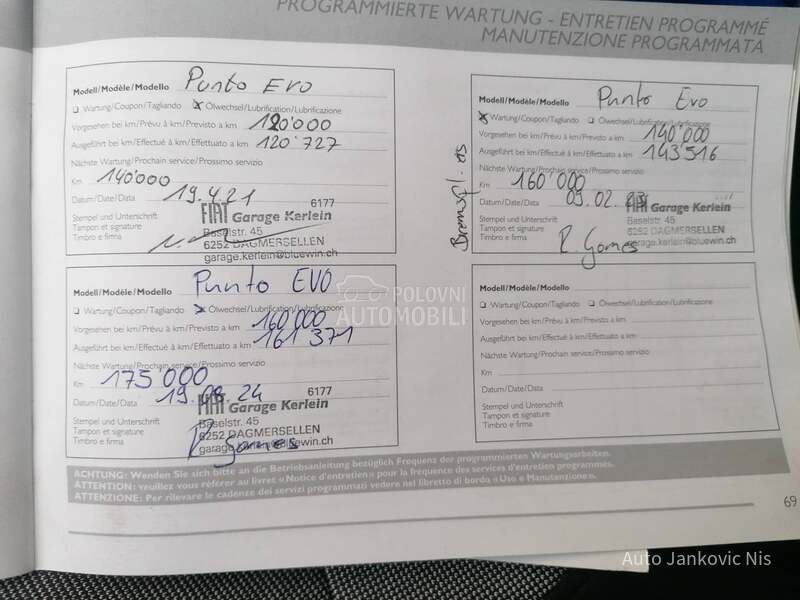 PROGRAMMIERTE WARTUNG - ENTRETIEN PROGRAMMÉ
MANUTENZIONE PROGRAMMATA
Modell/Modèle/Modello Punto Evo
Wartung/Coupon/Tagliando X Ölwechsel/Lubrification/Lubrificazione
Vorgesehen bei km/Prévu à km/Previsto a km 120'000
Ausgeführt bei km/Effectué à km/Effettuato a km 120'727
Nächste Wartung/Prochain service/Prossimo servizio
Km 140'000
Datum/Date/Data 19.4.21
6177
Stempel und Unterschrift
Tampon et signature
Timbro e firma
FIAT Garage Kerlein
Baselstr. 45
6252 DAGMERSELLEN
garage.kerlein@bluewin.ch
Modell/Modèle/Modello Punto Evo
X Wartung/Coupon/Tagliando Ölwechsel/Lubrification/Lubrificazione
Vorgesehen bei km/Prévu à km/Previsto a km 140'000
Ausgeführt bei km/Effectué à km/Effettuato a km 143'516
Nächste Wartung/Prochain service/Prossimo servizio
Km 160'000
Datum/Date/Data 09.02.
Stempel und Unterschrift
Tampon et signature
Timbro e firma
FIAT Garage Kerlein
Baselstr. 45
6252 DAGMERSELLEN
garage.kerlein@bluewin.ch
R. Gomes
Modell/Modèle/Modello Punto EVO
Wartung/Coupon/Tagliando X Ölwechsel/Lubrification/Lubrificazione
Vorgesehen bei km/Prévu à km/Previsto a km 160'000
Ausgeführt bei km/Effectué à km/Effettuato a km 161'371
Nächste Wartung/Prochain service/Prossimo servizio
Km 175'000
Datum/Date/Data 19.08.24
6177
Stempel und Unterschrift
Tampon et signature
Timbro e firma
FIAT Garage Kerlein
Baselstr. 45
6252 DAGMERSELLEN
garage.kerlein@bluewin.ch
R Gomes
Modell/Modèle/Modello
Wartung/Coupon/Tagliando Ölwechsel/Lubrification/Lubrificazione
Vorgesehen bei km/Prévu à km/Previsto a km
Ausgeführt bei km/Effectué à km/Effettuato a km
Nächste Wartung/Prochain service/Prossimo servizio
Km
Datum/Date/Data
Stempel und Unterschrift
Tampon et signature
Timbro e firma
POLOVNI
AUTOMOBILI
ACHTUNG: Wenden Sie sich bitte an die Betriebsanleitung bezüglich Frequenz der programmierten Wartungsarbeiten.
ATTENTION: veuillez vous référer au livret «Notice d'entretien» pour la fréquence des services d'entretien programmés.
ATTENZIONE: Per rilevare le cadenze dei servizi programmati vedere nel libretto di bordo «Uso e Manutenzione».
69
Auto Jankovic Nis